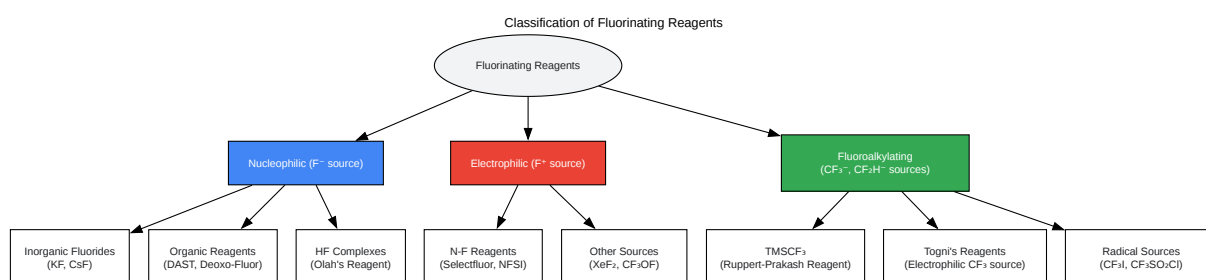 Classification of Fluorinating Reagents
Fluorinating Reagents
Nucleophilic (F⁻ source)
Electrophilic (F⁺ source)
Fluoroalkylating
(CF₃⁻, CF₂H⁻ sources)
Inorganic Fluorides
(KF, CsF)
Organic Reagents
(DAST, Deoxo-Fluor)
HF Complexes
(Olah's Reagent)
N-F Reagents
(Selectfluor, NFSI)
Other Sources
(XeF₂, CF₃OF)
TMSCF₃
(Ruppert-Prakash Reagent)
Togni's Reagents
(Electrophilic CF₃ source)
Radical Sources
(CF₃I, CF₃SO₂Cl)